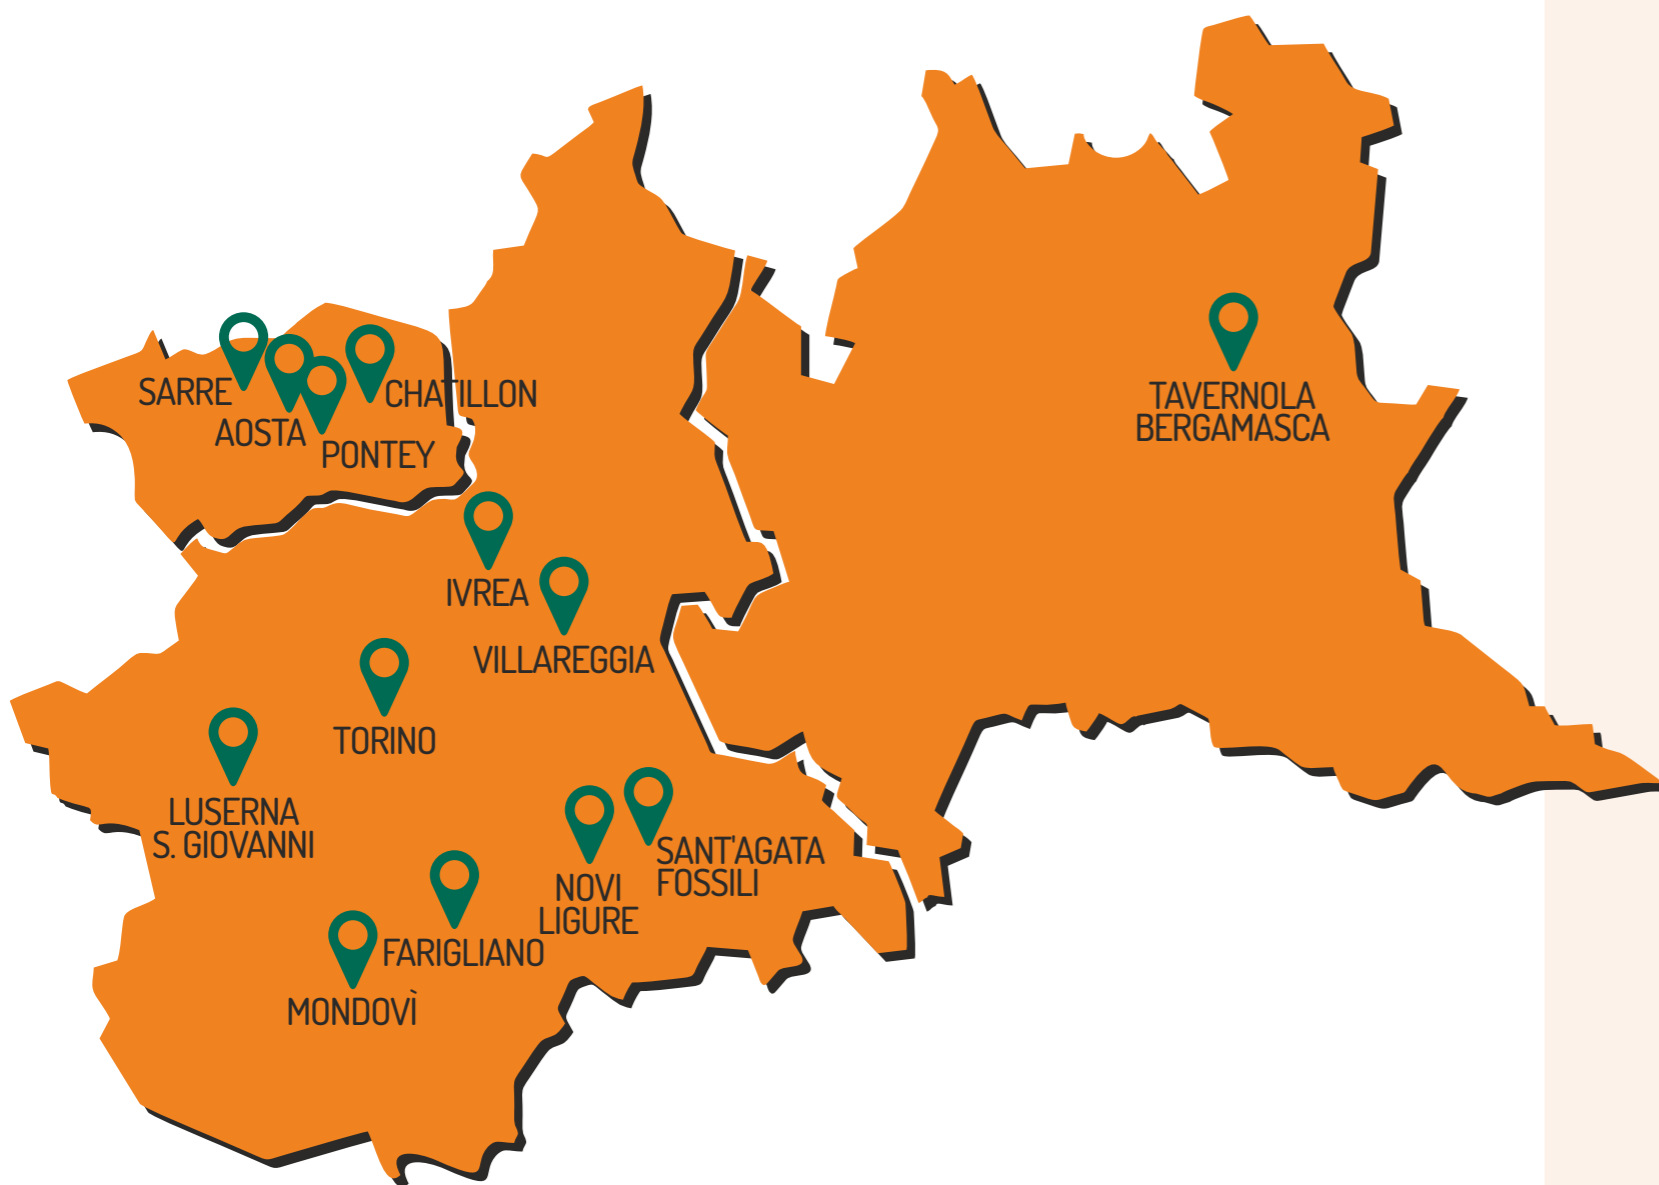 SARRE
AOSTA
PONTEY
CHATILLON
TAVERNOLA
BERGAMASCA
IVREA
VILLAREGGIA
TORINO
LUSERNA
S. GIOVANNI
SANT'AGATA
FOSSILI
NOVI
LIGURE
FARIGLIANO
MONDOVÌ